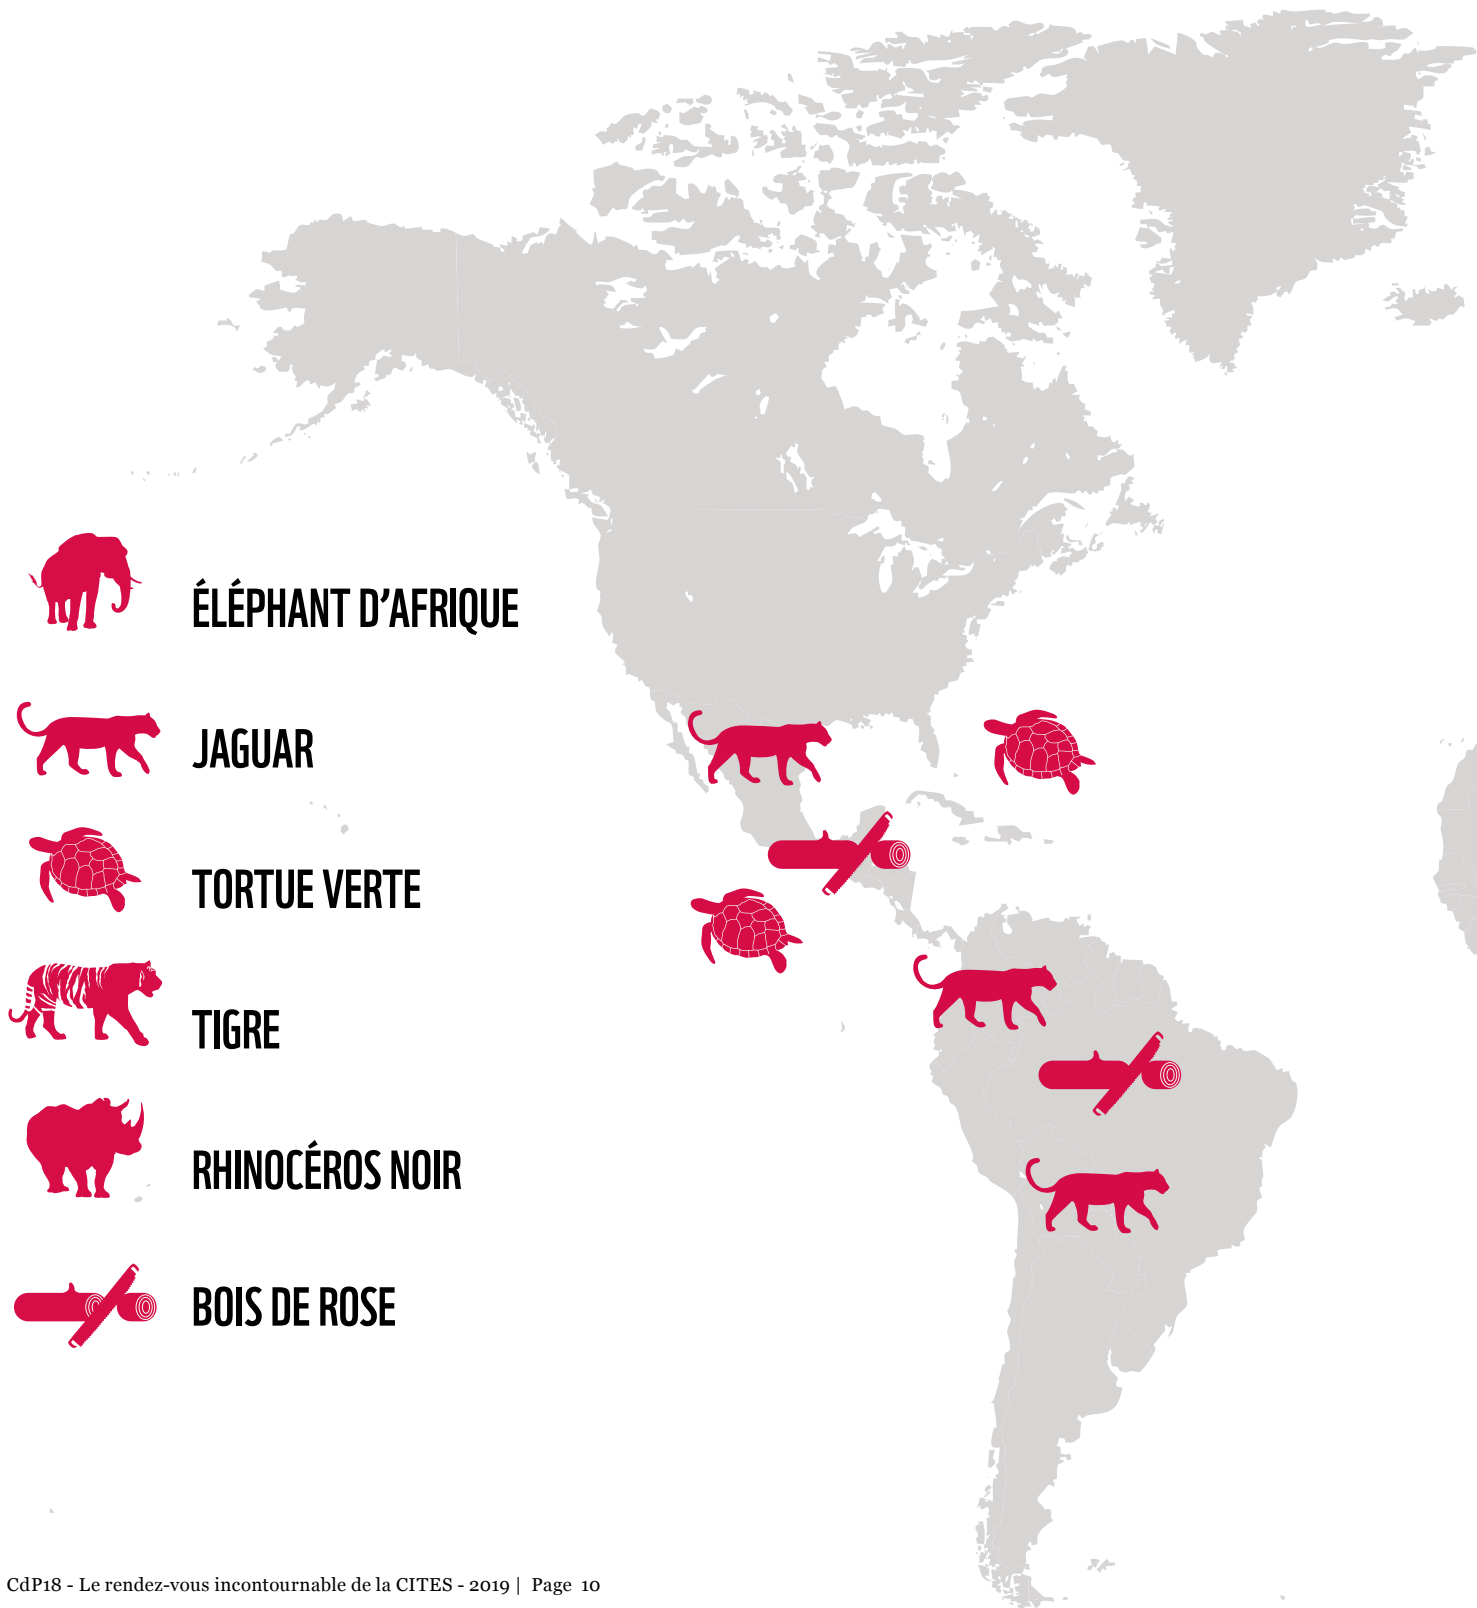 ÉLÉPHANT D’AFRIQUE
JAGUAR
TORTUE VERTE
TIGRE
RHINOCÉROS NOIR
BOIS DE ROSE
CdP18 - Le rendez-vous incontournable de la CITES - 2019 | Page 10